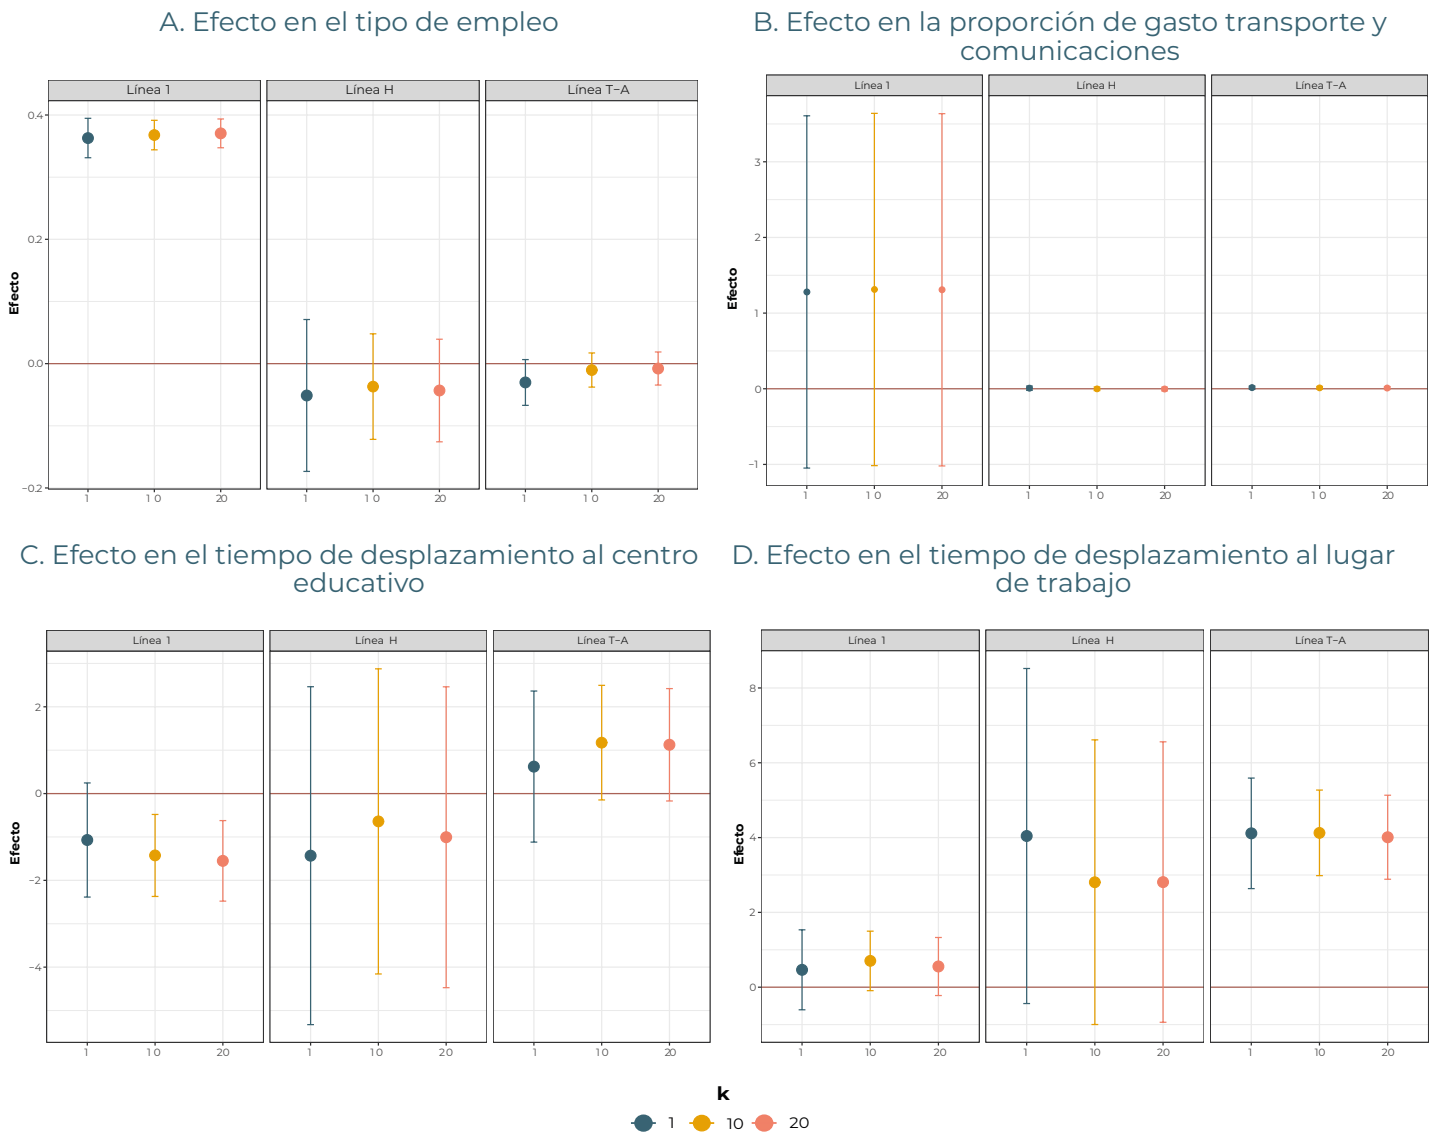 A. Efecto en el tipo de empleo
Línea 1
Línea H
Línea T-A
0.4
0.2
0.0
-0.2
Efecto
1
10
20
1
10
20
1
10
20
B. Efecto en la proporción de gasto transporte y
comunicaciones
Línea 1
Línea H
Línea T-A
3
2
1
0
-1
Efecto
1
10
20
1
10
20
1
10
20
C. Efecto en el tiempo de desplazamiento al centro
educativo
Línea 1
Línea H
Línea T-A
2
0
-2
-4
Efecto
1
10
20
1
10
20
1
10
20
D. Efecto en el tiempo de desplazamiento al lugar
de trabajo
Línea 1
Línea H
Línea T-A
8
6
4
2
0
Efecto
1
10
20
1
10
20
1
10
20
k
1 10 20